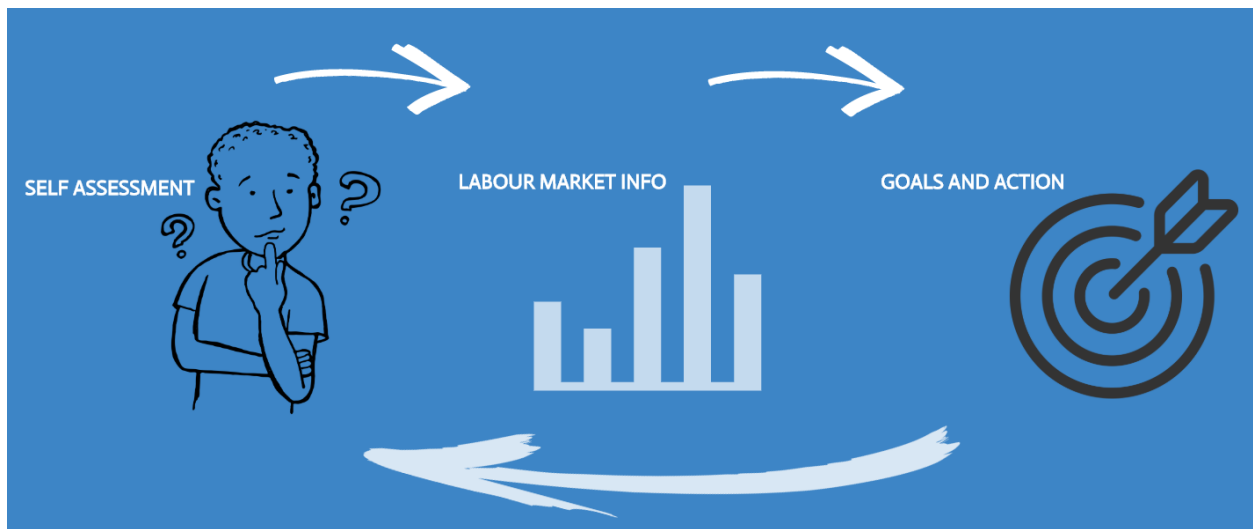 SELF ASSESSMENT
LABOUR MARKET INFO
GOALS AND ACTION
? ?